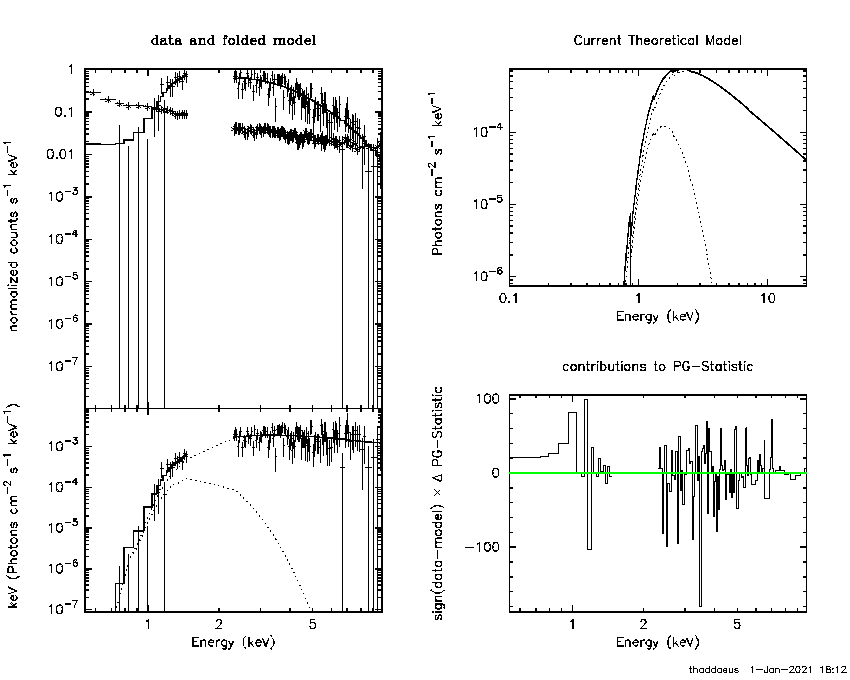 data and folded model
normalized counts s⁻¹ keV⁻¹
1
0.1
0.01
10⁻³
10⁻⁴
10⁻⁵
10⁻⁶
10⁻⁷
keV (Photons cm⁻² s⁻¹ keV⁻¹)
10⁻³
10⁻⁴
10⁻⁵
10⁻⁶
10⁻⁷
1 2 5
Energy (keV)
Current Theoretical Model
Photons cm⁻² s⁻¹ keV⁻¹
10⁻⁴
10⁻⁵
10⁻⁶
0.1 1 10
Energy (keV)
contributions to PG-Statistic
sign(data-model) × Δ PG-Statistic
100
0
-100
1 2 5
Energy (keV)
thaddaeus 1-Jan-2021 18:12